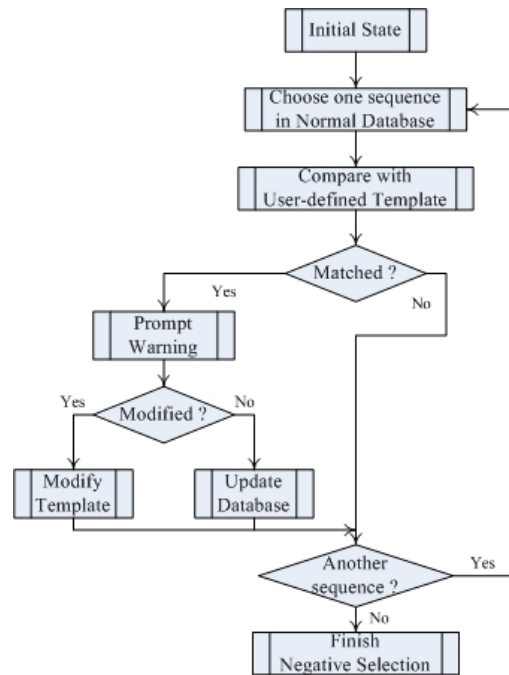 Initial State
Choose one sequence
in Normal Database
Compare with
User-defined Template
Matched ?
Yes
No
Prompt
Warning
Modified ?
Yes
No
Modify
Template
Update
Database
Another
sequence ?
Yes
No
Finish
Negative Selection